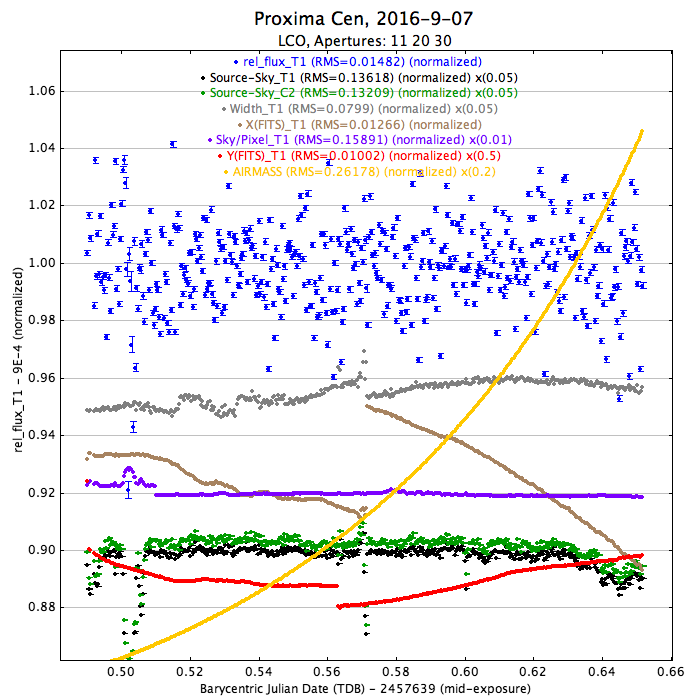 Proxima Cen, 2016-9-07
LCO, Apertures: 11 20 30
rel_flux_T1 (RMS=0.01482) (normalized)
Source-Sky_T1 (RMS=0.13618) (normalized) x(0.05)
Source-Sky_C2 (RMS=0.13209) (normalized) x(0.05)
Width_T1 (RMS=0.0799) (normalized) x(0.05)
X(FITS)_T1 (RMS=0.01266) (normalized)
Sky/Pixel_T1 (RMS=0.15891) (normalized) x(0.01)
Y(FITS)_T1 (RMS=0.01002) (normalized) x(0.5)
AIRMASS (RMS=0.26178) (normalized) x(0.2)
rel_flux_T1 - 9E-4 (normalized)
1.06
1.04
1.02
1.00
0.98
0.96
0.94
0.92
0.90
0.88
0.50 0.52 0.54 0.56 0.58 0.60 0.62 0.64 0.66
Barycentric Julian Date (TDB) - 2457639 (mid-exposure)